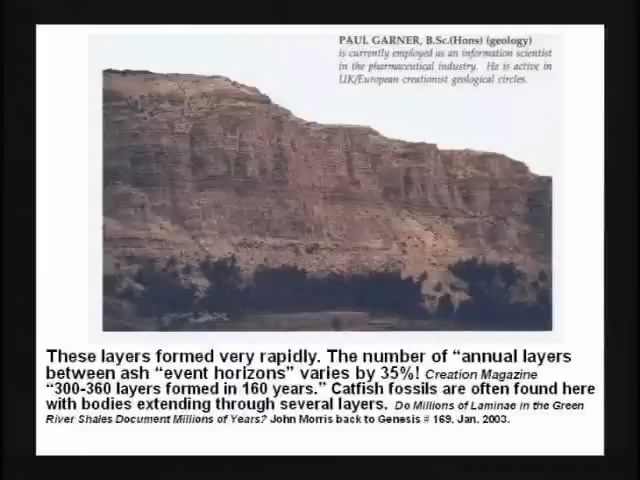 PAUL GARNER, B.Sc.(Hons) (geology)
is currently employed as an information scientist
in the pharmaceutical industry. He is active in
UK/European creationist geological circles.
These layers formed very rapidly. The number of “annual layers
between ash “event horizons” varies by 35%! Creation Magazine
“300-360 layers formed in 160 years.” Catfish fossils are often found here
with bodies extending through several layers. Do Millions of Laminae in the Green
River Shales Document Millions of Years? John Morris back to Genesis # 169, Jan. 2003.